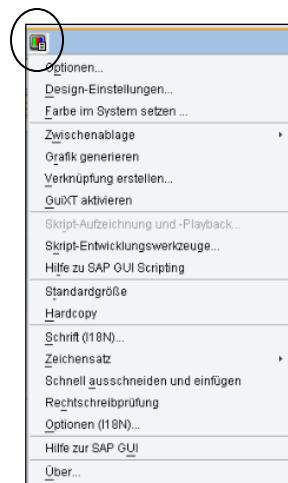 Optionen...
Design-Einstellungen...
Farbe im System setzen ...
Zwischenablage
Grafik generieren
Verknüpfung erstellen...
GuiXT aktivieren
Skript-Aufzeichnung und -Playback...
Skript-Entwicklungswerkzeuge...
Hilfe zu SAP GUI Scripting
Standardgröße
Hardcopy
Schrift (I18N)...
Zeichensatz
Schnell ausschneiden und einfügen
Rechtschreibprüfung
Optionen (I18N)...
Hilfe zur SAP GUI
Über...